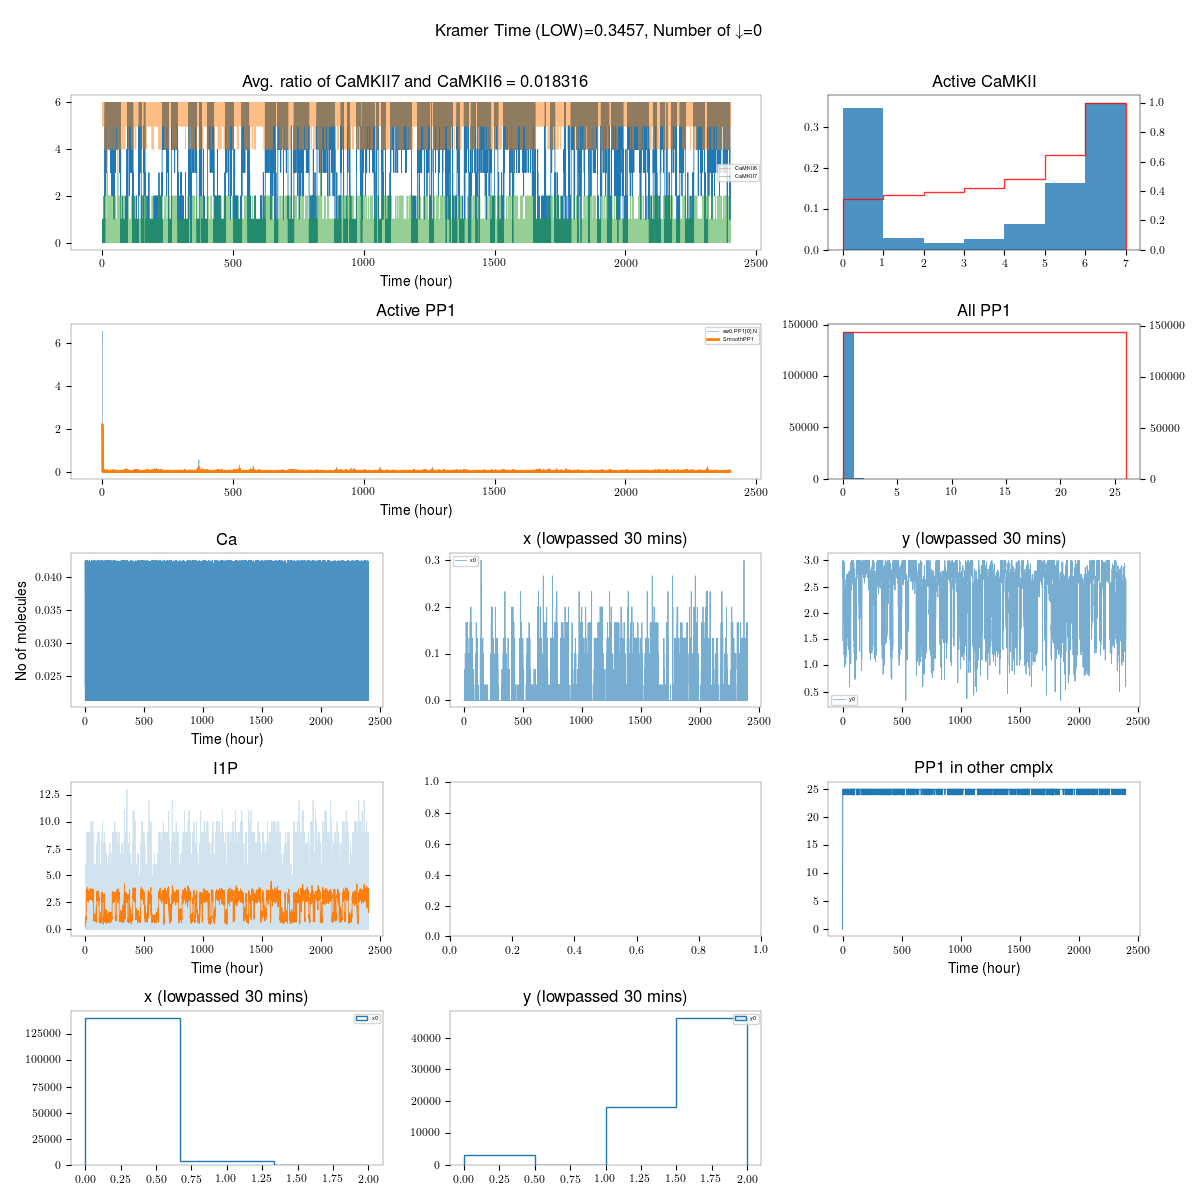 Kramer Time (LOW)=0.3457, Number of ↓=0
Avg. ratio of CaMKII7 and CaMKII6 = 0.018316
6
4
2
0
CaMKII6
CaMKII7
0 500 1000 1500 2000 2500
Time (hour)
Active CaMKII
0.3
0.2
0.1
0.0
1.0
0.8
0.6
0.4
0.2
0.0
0 1 2 3 4 5 6 7
Active PP1
6
4
2
0
sw0.PP1[0].N
SmoothPP1
0 500 1000 1500 2000 2500
Time (hour)
All PP1
150000
100000
50000
0
150000
100000
50000
0
0 5 10 15 20 25
Ca
No of molecules
0.040
0.035
0.030
0.025
0 500 1000 1500 2000 2500
Time (hour)
x (lowpassed 30 mins)
0.3
0.2
0.1
0.0
x0
0 500 1000 1500 2000 2500
y (lowpassed 30 mins)
3.0
2.5
2.0
1.5
1.0
0.5
y0
0 500 1000 1500 2000 2500
I1P
12.5
10.0
7.5
5.0
2.5
0.0
0 500 1000 1500 2000 2500
Time (hour)
1.0
0.8
0.6
0.4
0.2
0.0
0.0 0.2 0.4 0.6 0.8 1.0
PP1 in other cmplx
25
20
15
10
5
0
0 500 1000 1500 2000 2500
Time (hour)
x (lowpassed 30 mins)
125000
100000
75000
50000
25000
0
x0
0.00 0.25 0.50 0.75 1.00 1.25 1.50 1.75 2.00
y (lowpassed 30 mins)
40000
30000
20000
10000
0
y0
0.00 0.25 0.50 0.75 1.00 1.25 1.50 1.75 2.00